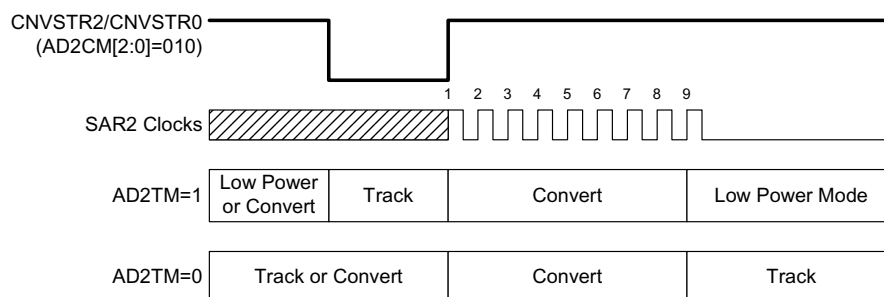 CNVSTR2/CNVSTR0
(AD2CM[2:0]=010)
1 2 3 4 5 6 7 8 9
SAR2 Clocks
AD2TM=1
Low Power
or Convert
Track
Convert
Low Power Mode
AD2TM=0
Track or Convert
Convert
Track